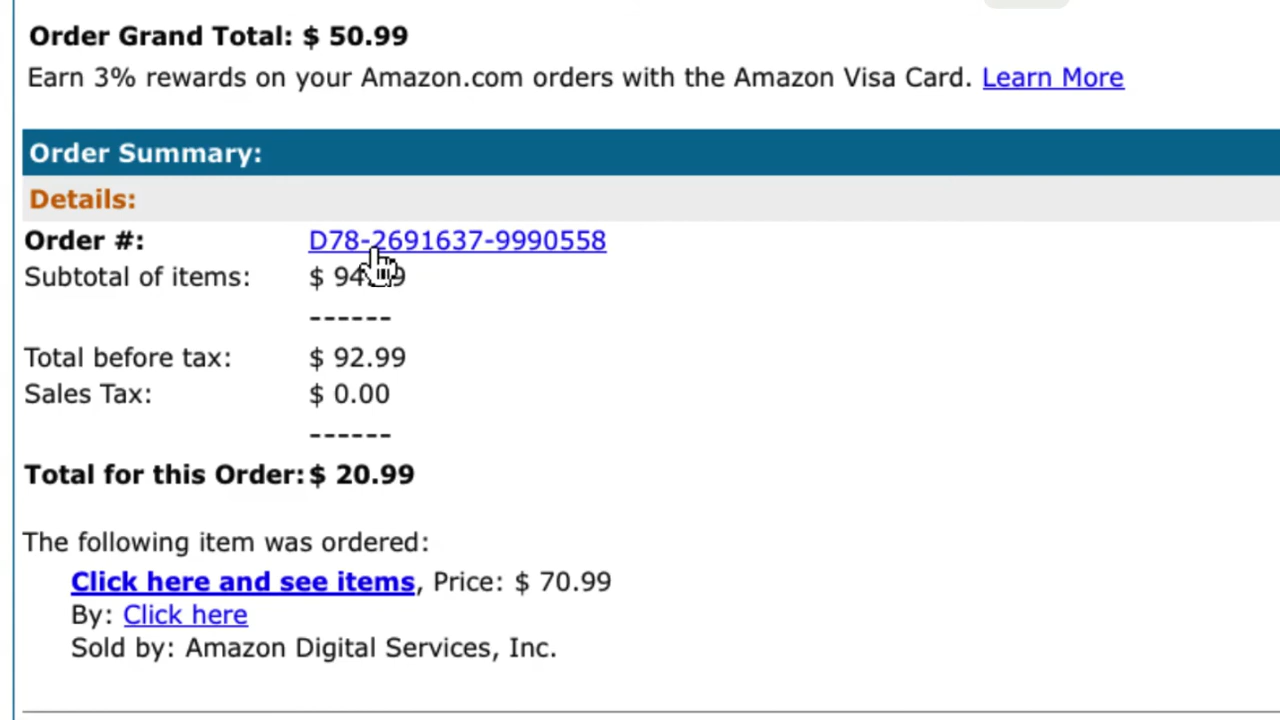 Order Grand Total: $ 50.99
Earn 3% rewards on your Amazon.com orders with the Amazon Visa Card. Learn More
Order Summary:
Details:
Order #: D78-2691637-9990558
Subtotal of items: $
------
Total before tax: $ 92.99
Sales Tax: $ 0.00
------
Total for this Order: $ 20.99
The following item was ordered:
Click here and see items, Price: $ 70.99
By: Click here
Sold by: Amazon Digital Services, Inc.